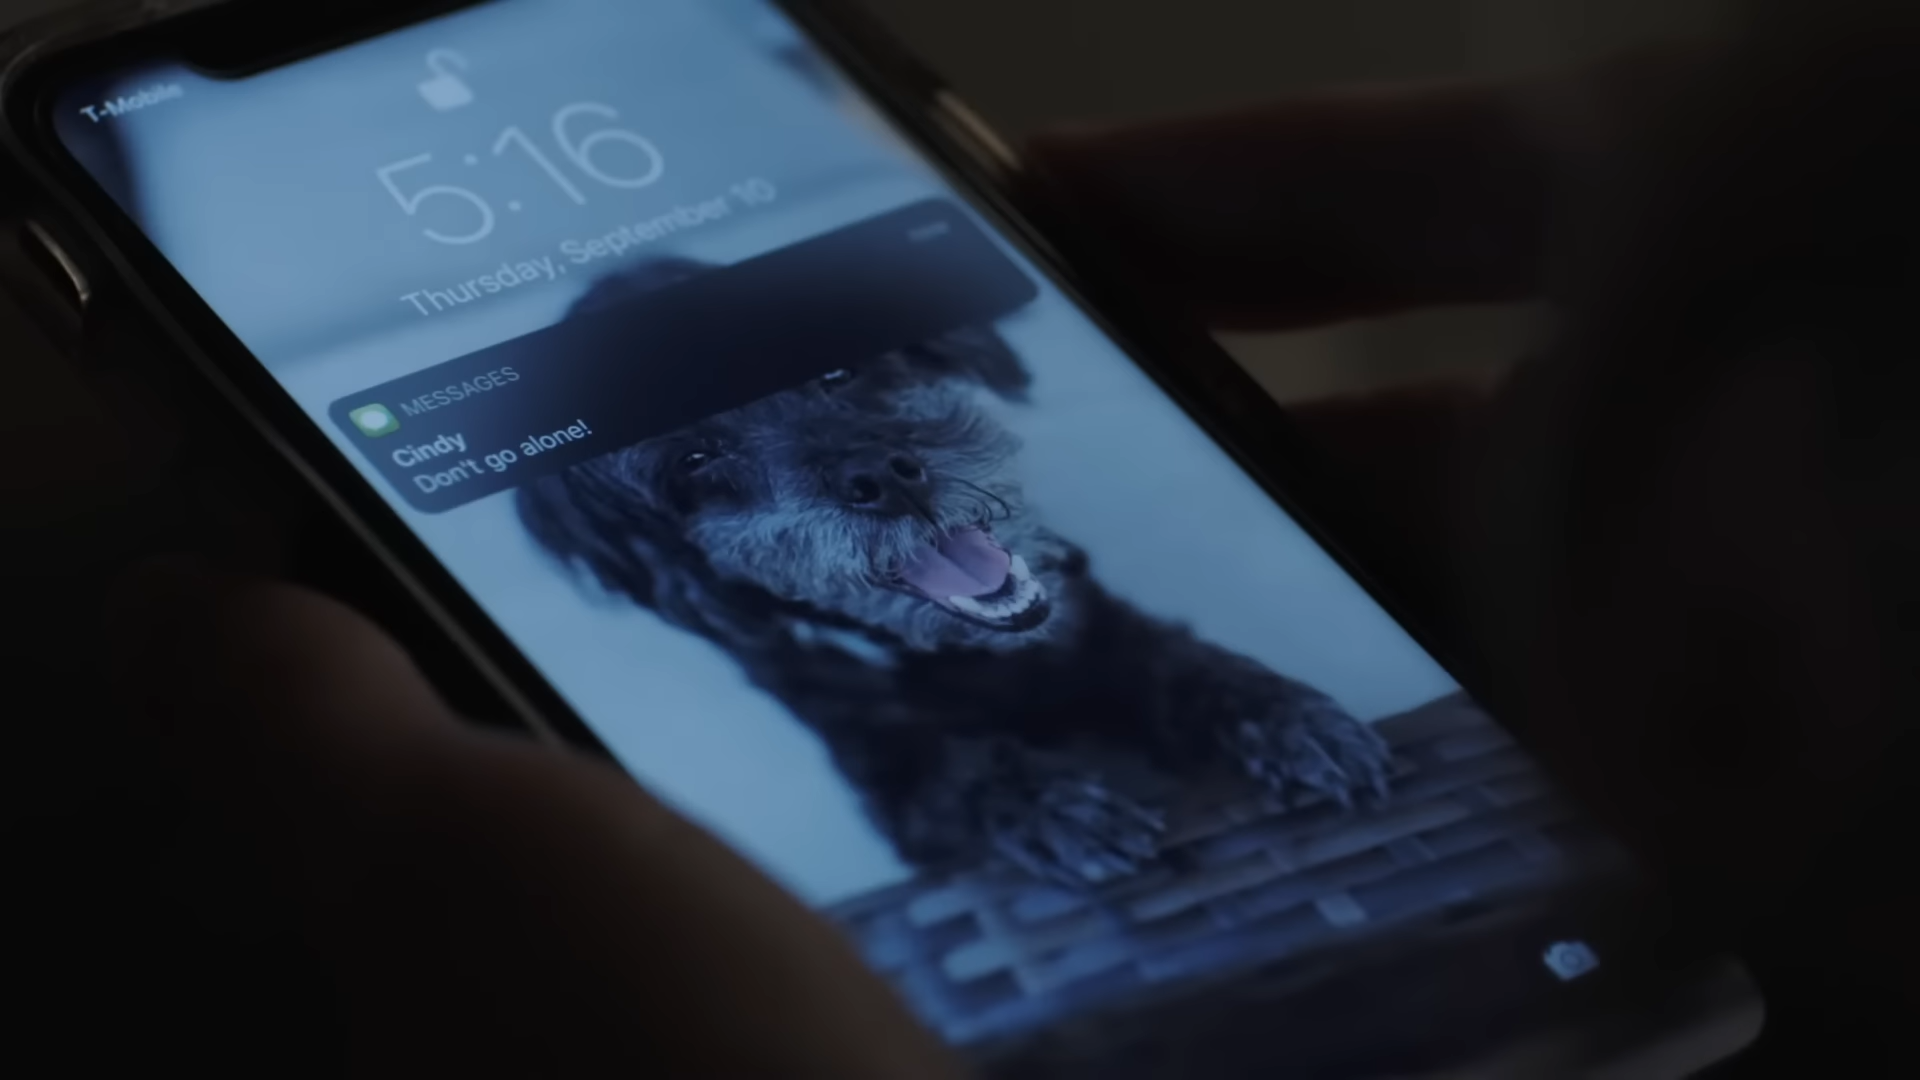 T-Mobile
5:16
Thursday, September 10
MESSAGES
Cindy
Don't go alone!